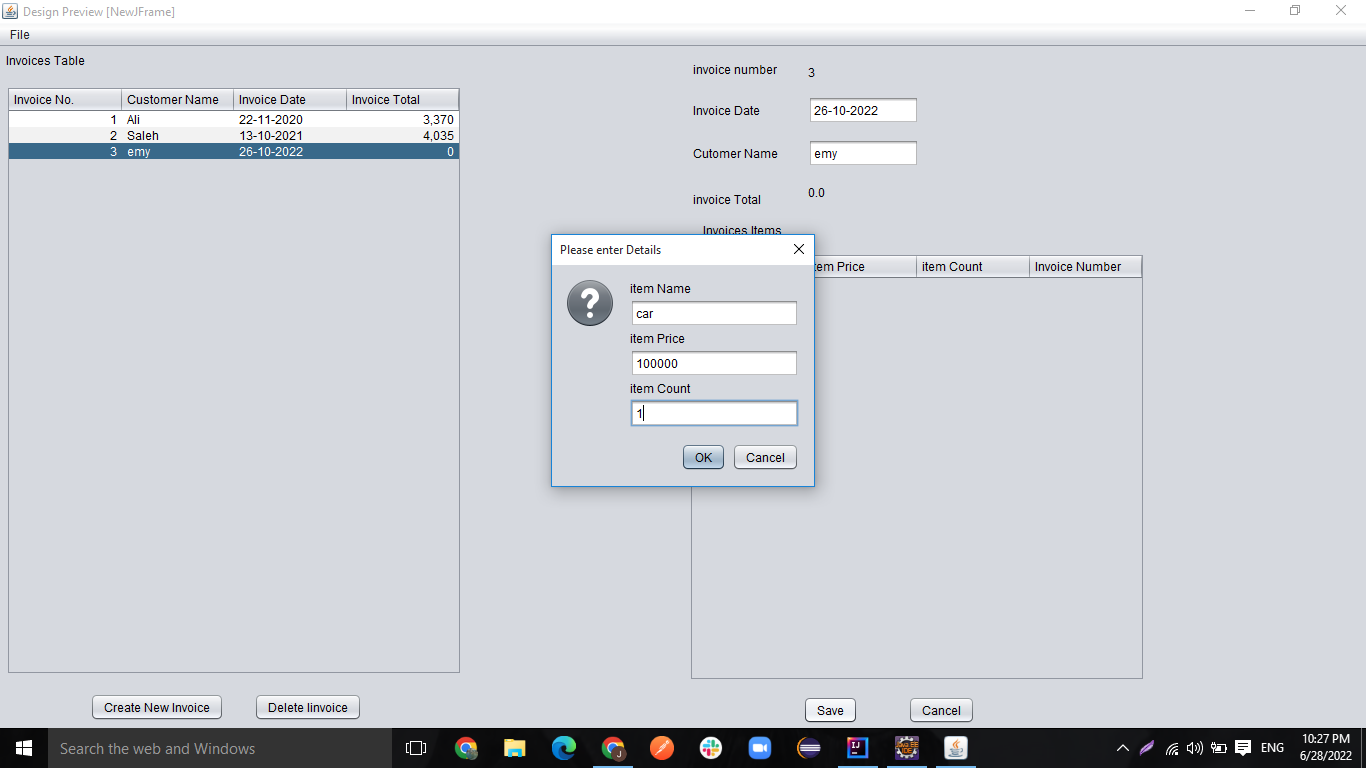 Design Preview [NewJFrame]
File
Invoices Table
Invoice No. Customer Name Invoice Date Invoice Total
1 Ali 22-11-2020 3,370
2 Saleh 13-10-2021 4,035
3 emy 26-10-2022 0
Create New Invoice Delete Iinvoice
invoice number 3
Invoice Date 26-10-2022
Cutomer Name emy
invoice Total 0.0
Invoices Items
item Price item Count Invoice Number
Please enter Details
item Name
car
item Price
100000
item Count
1
OK Cancel
Save Cancel
Search the web and Windows
ENG
10:27 PM
6/28/2022